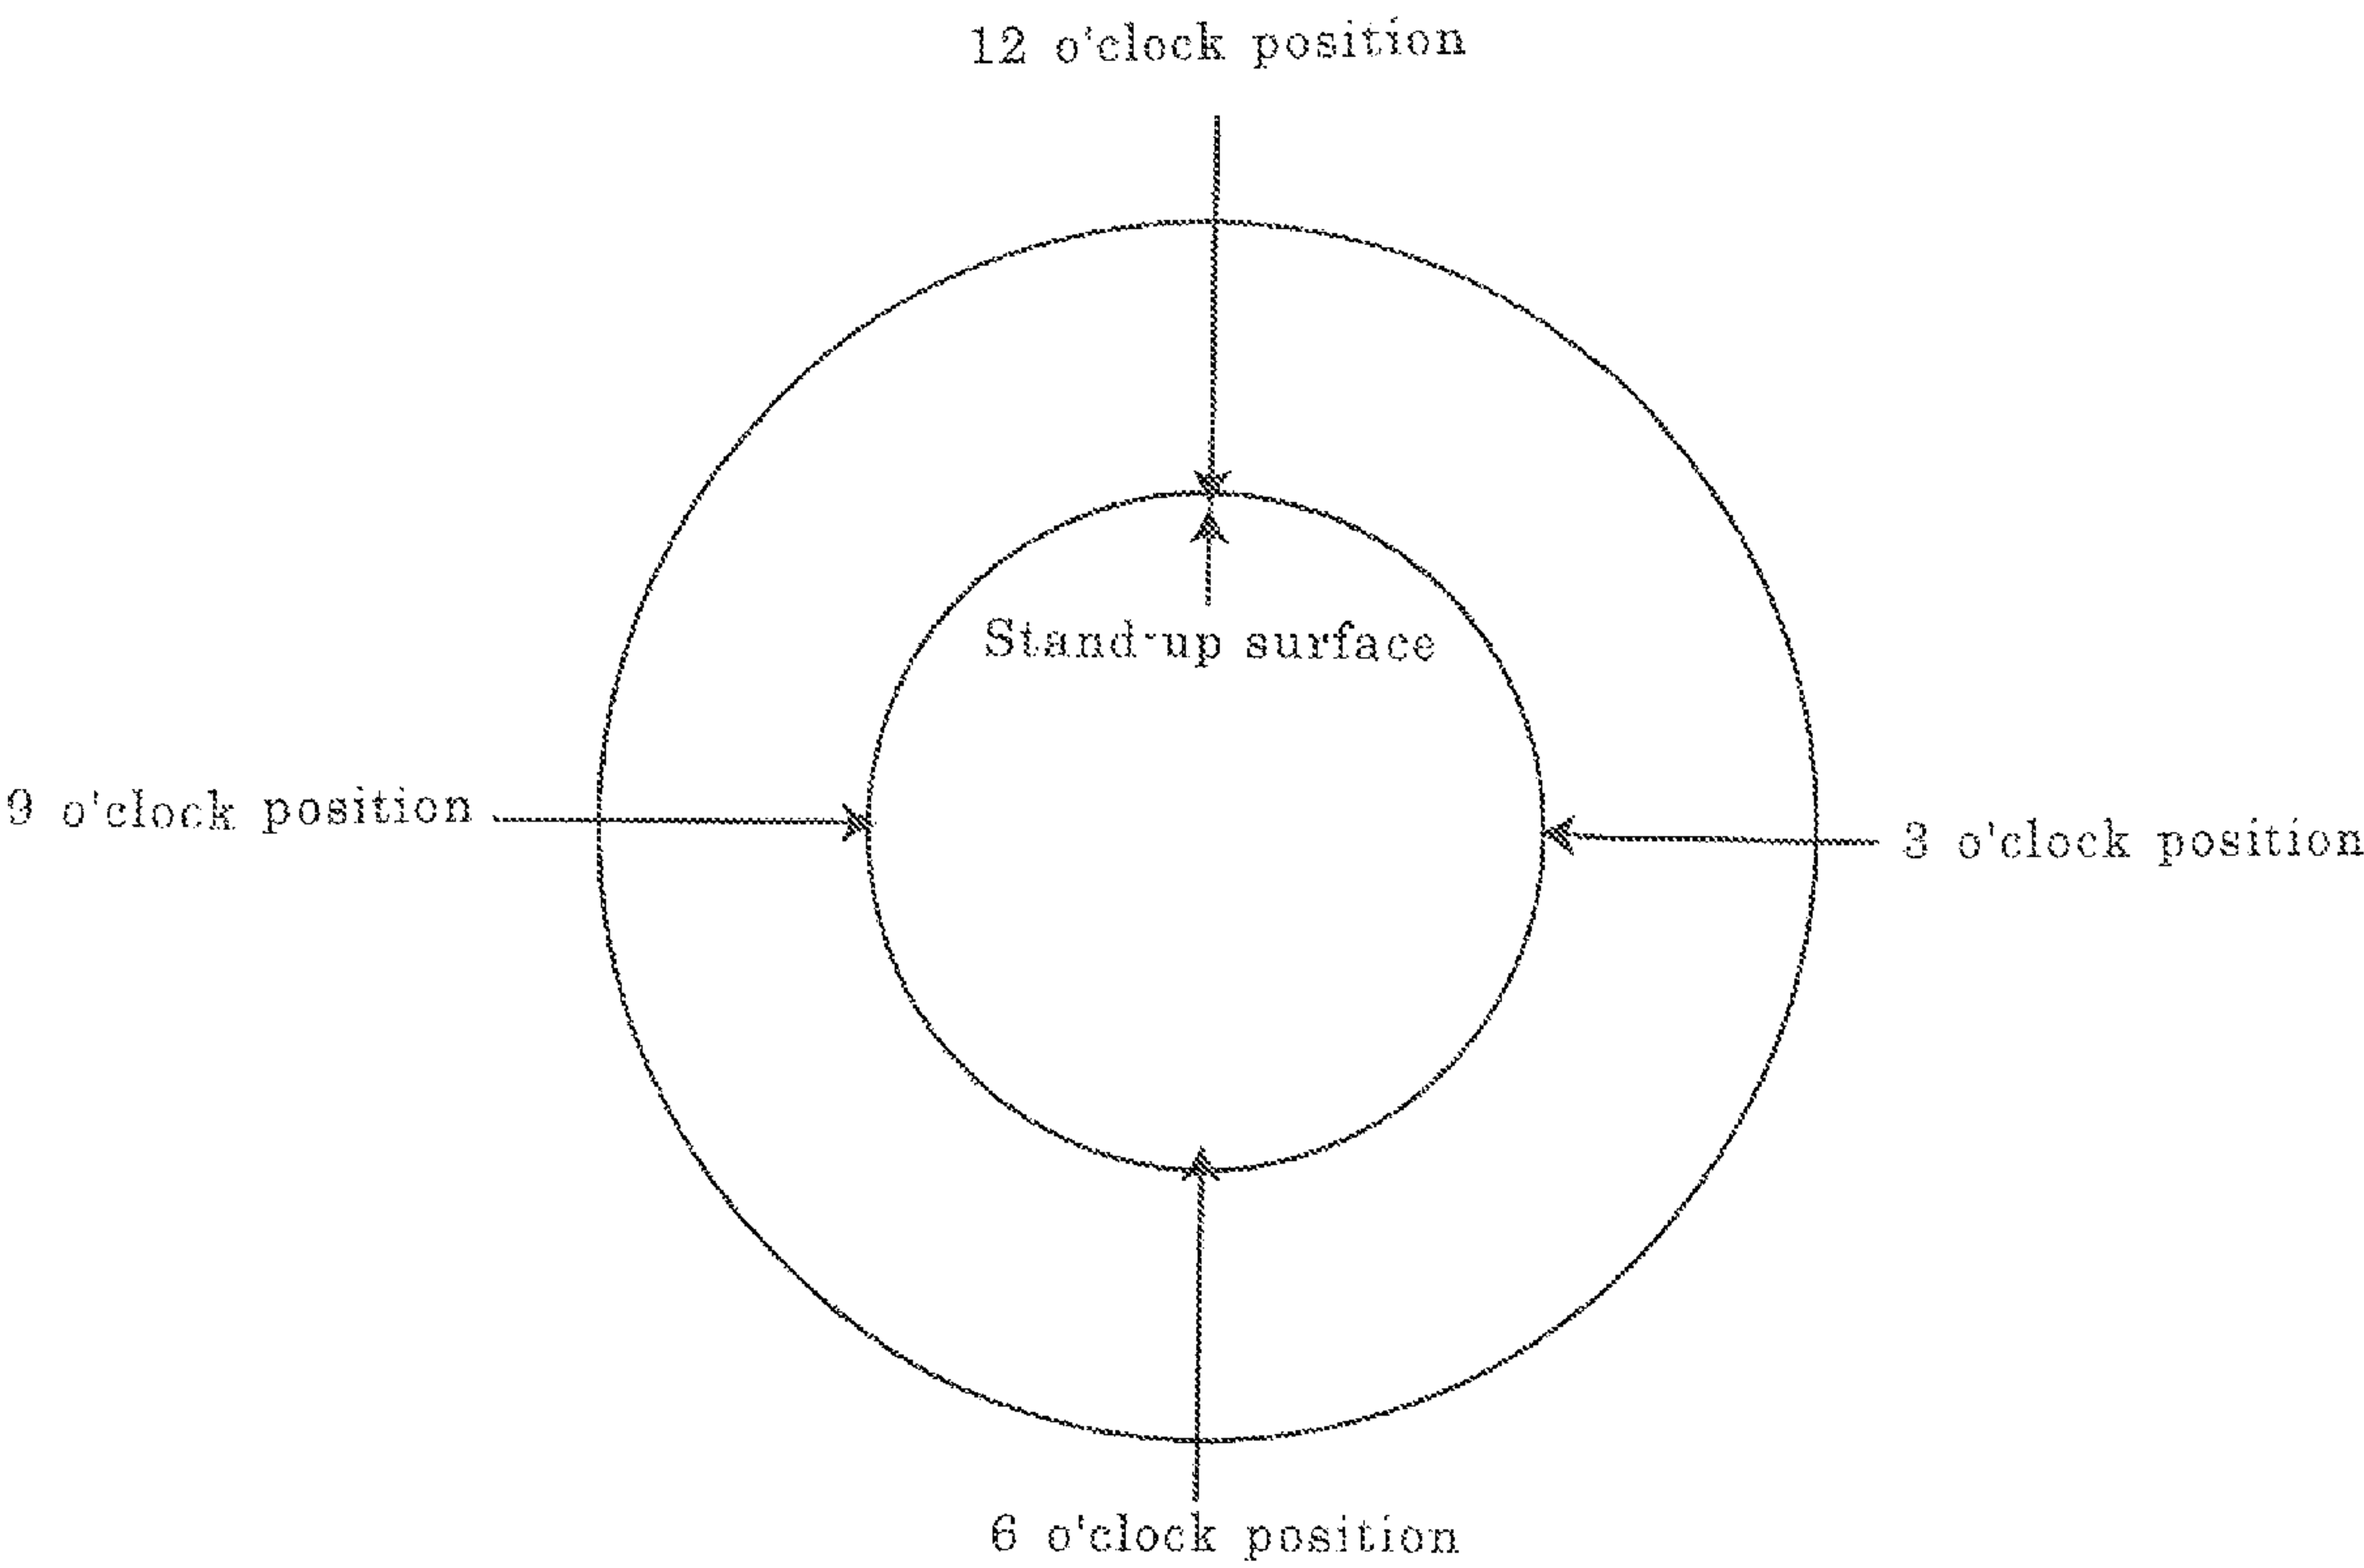 12 o'clock position
Stand-up surface
9 o'clock position
3 o'clock position
6 o'clock position